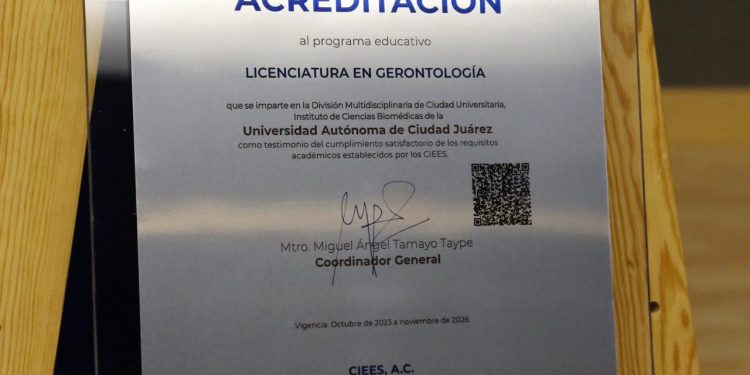 ACREDITACIÓN
al programa educativo
LICENCIATURA EN GERONTOLOGÍA
que se imparte en la División Multidisciplinaria de Ciudad Universitaria,
Instituto de Ciencias Biomédicas de la
Universidad Autónoma de Ciudad Juárez
como testimonio del cumplimiento satisfactorio de los requisitos
académicos establecidos por los CIEES.
Mtro. Miguel Ángel Tamayo Taype
Coordinador General
Vigencia: Octubre de 2023 a noviembre de 2026
CIEES, A.C.